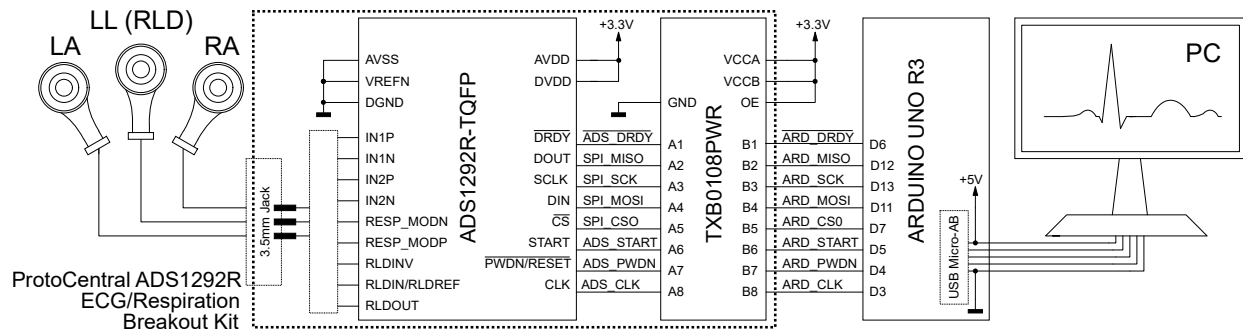 LA
LL (RLD)
RA
3.5mm Jack
ProtoCentral ADS1292R
ECG/Respiration
Breakout Kit
AVSS
VREFN
DGND
IN1P
IN1N
IN2P
IN2N
RESP_MODN
RESP_MODP
RLDINV
RLDIN/RLDREF
RLDOUT
ADS1292R-TQFP
AVDD
DVDD
DRDY
DOUT
SCLK
DIN
CS
START
PWDN/RESET
CLK
+3.3V
ADS_DRDY
SPI_MISO
SPI_SCK
SPI_MOSI
SPI_CSO
ADS_START
ADS_PWDN
ADS_CLK
GND
A1
A2
A3
A4
A5
A6
A7
A8
TXB0108PWR
VCCA
VCCB
OE
B1
B2
B3
B4
B5
B6
B7
B8
+3.3V
ARD_DRDY
ARD_MISO
ARD_SCK
ARD_MOSI
ARD_CS0
ARD_START
ARD_PWDN
ARD_CLK
D6
D12
D13
D11
D7
D5
D4
D3
ARDUINO UNO R3
+5V
USB Micro-AB
PC